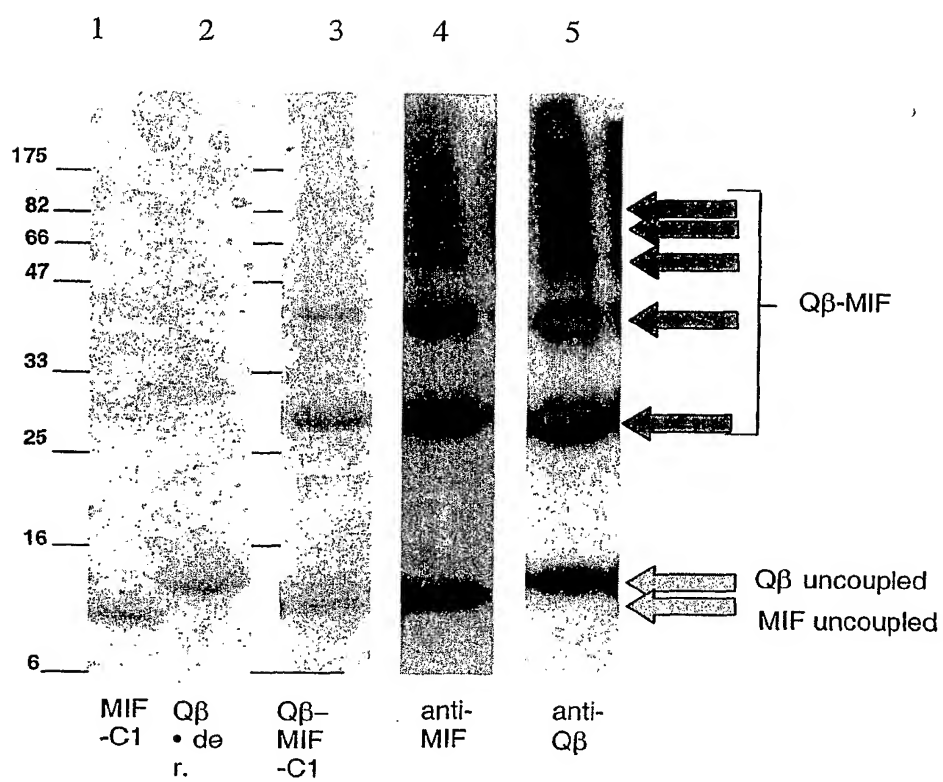 1 2 3 4 5
175
82
66
47
Qβ-MIF
33
25
16
Qβ uncoupled
MIF uncoupled
6
MIF Qβ Qβ– anti- anti-
-C1 • de MIF MIF Qβ
r. -C1